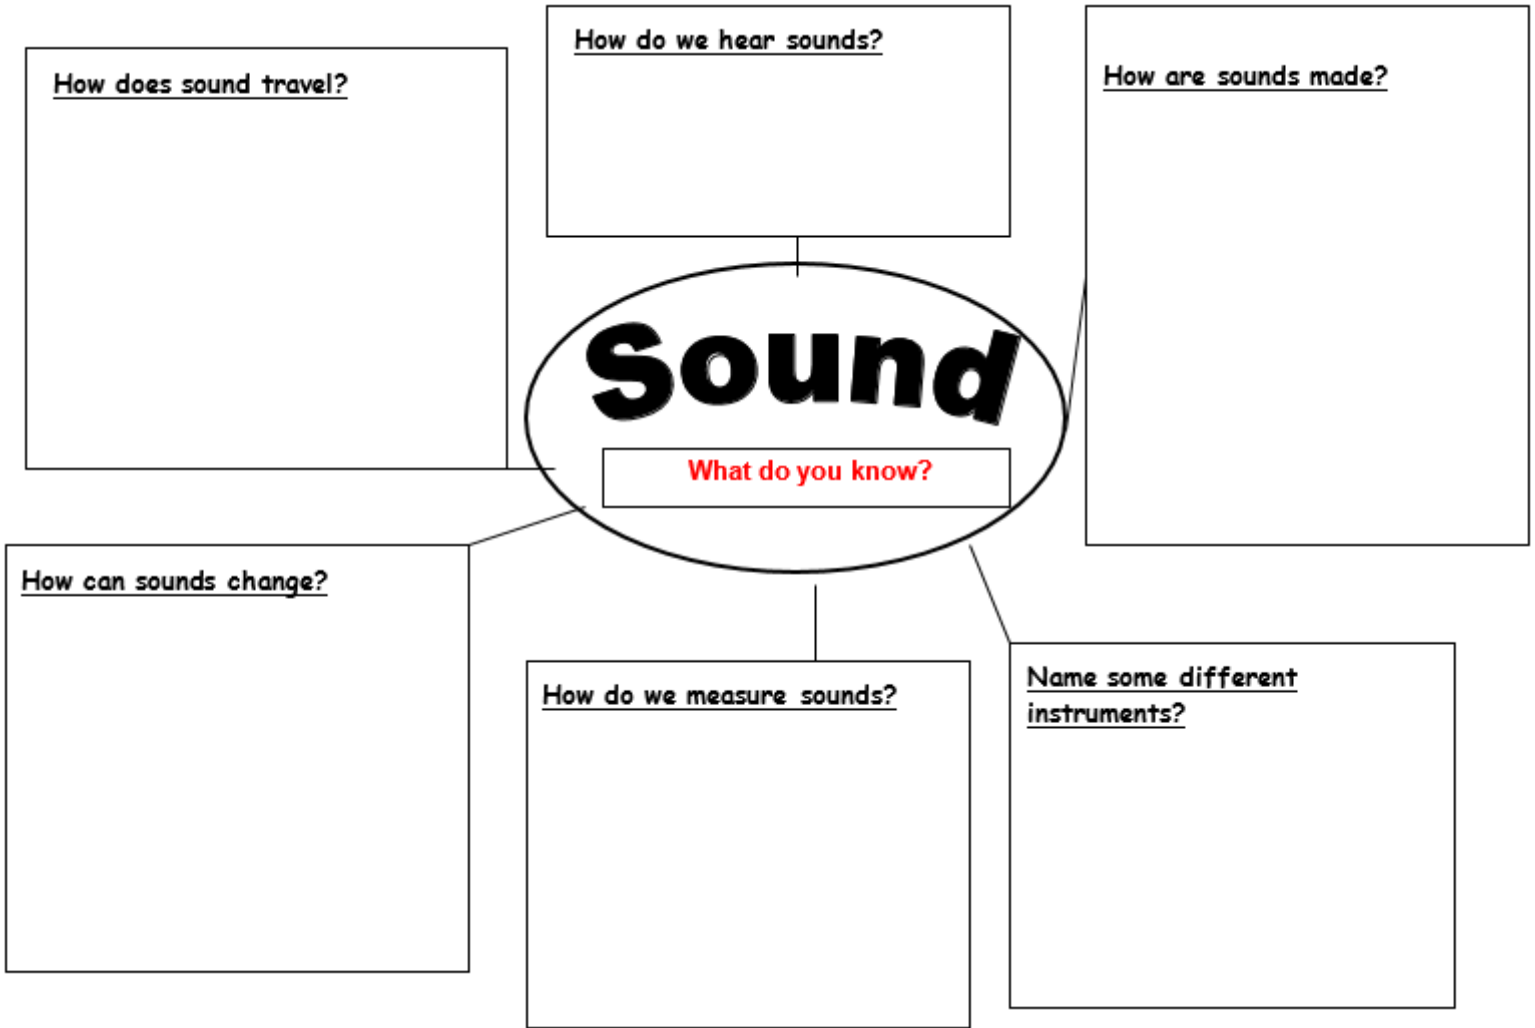 How do we hear sounds?
How does sound travel?
How are sounds made?
Sound
What do you know?
How can sounds change?
How do we measure sounds?
Name some different
instruments?